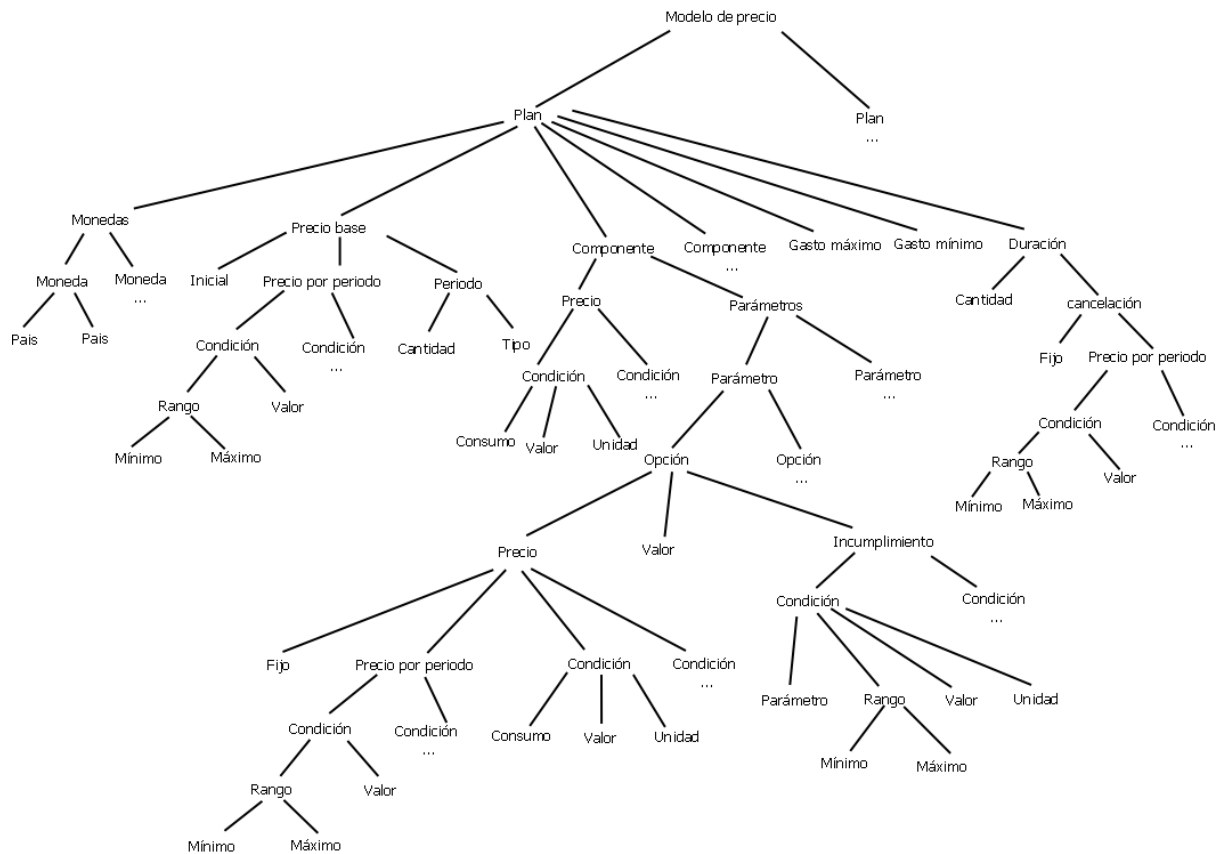 Modelo de precio
Plan
Plan
...
Monedas
Precio base
Componente
Componente
...
Gasto máximo
Gasto mínimo
Duración
Moneda
Moneda
...
Inicial
Precio por periodo
Periodo
Precio
Parámetros
Cantidad
cancelación
Pais
Pais
Condición
Condición
...
Cantidad
Tipo
Condición
Condición
...
Parámetro
Parámetro
...
Fijo
Precio por periodo
Rango
Valor
Consumo
Valor
Unidad
Condición
Condición
...
Mínimo
Máximo
Opción
Opción
...
Rango
Valor
Mínimo
Máximo
Precio
Valor
Incumplimiento
Condición
Condición
...
Fijo
Precio por periodo
Condición
Condición
...
Parámetro
Rango
Valor
Unidad
Condición
Condición
...
Consumo
Valor
Unidad
Mínimo
Máximo
Rango
Valor
Mínimo
Máximo